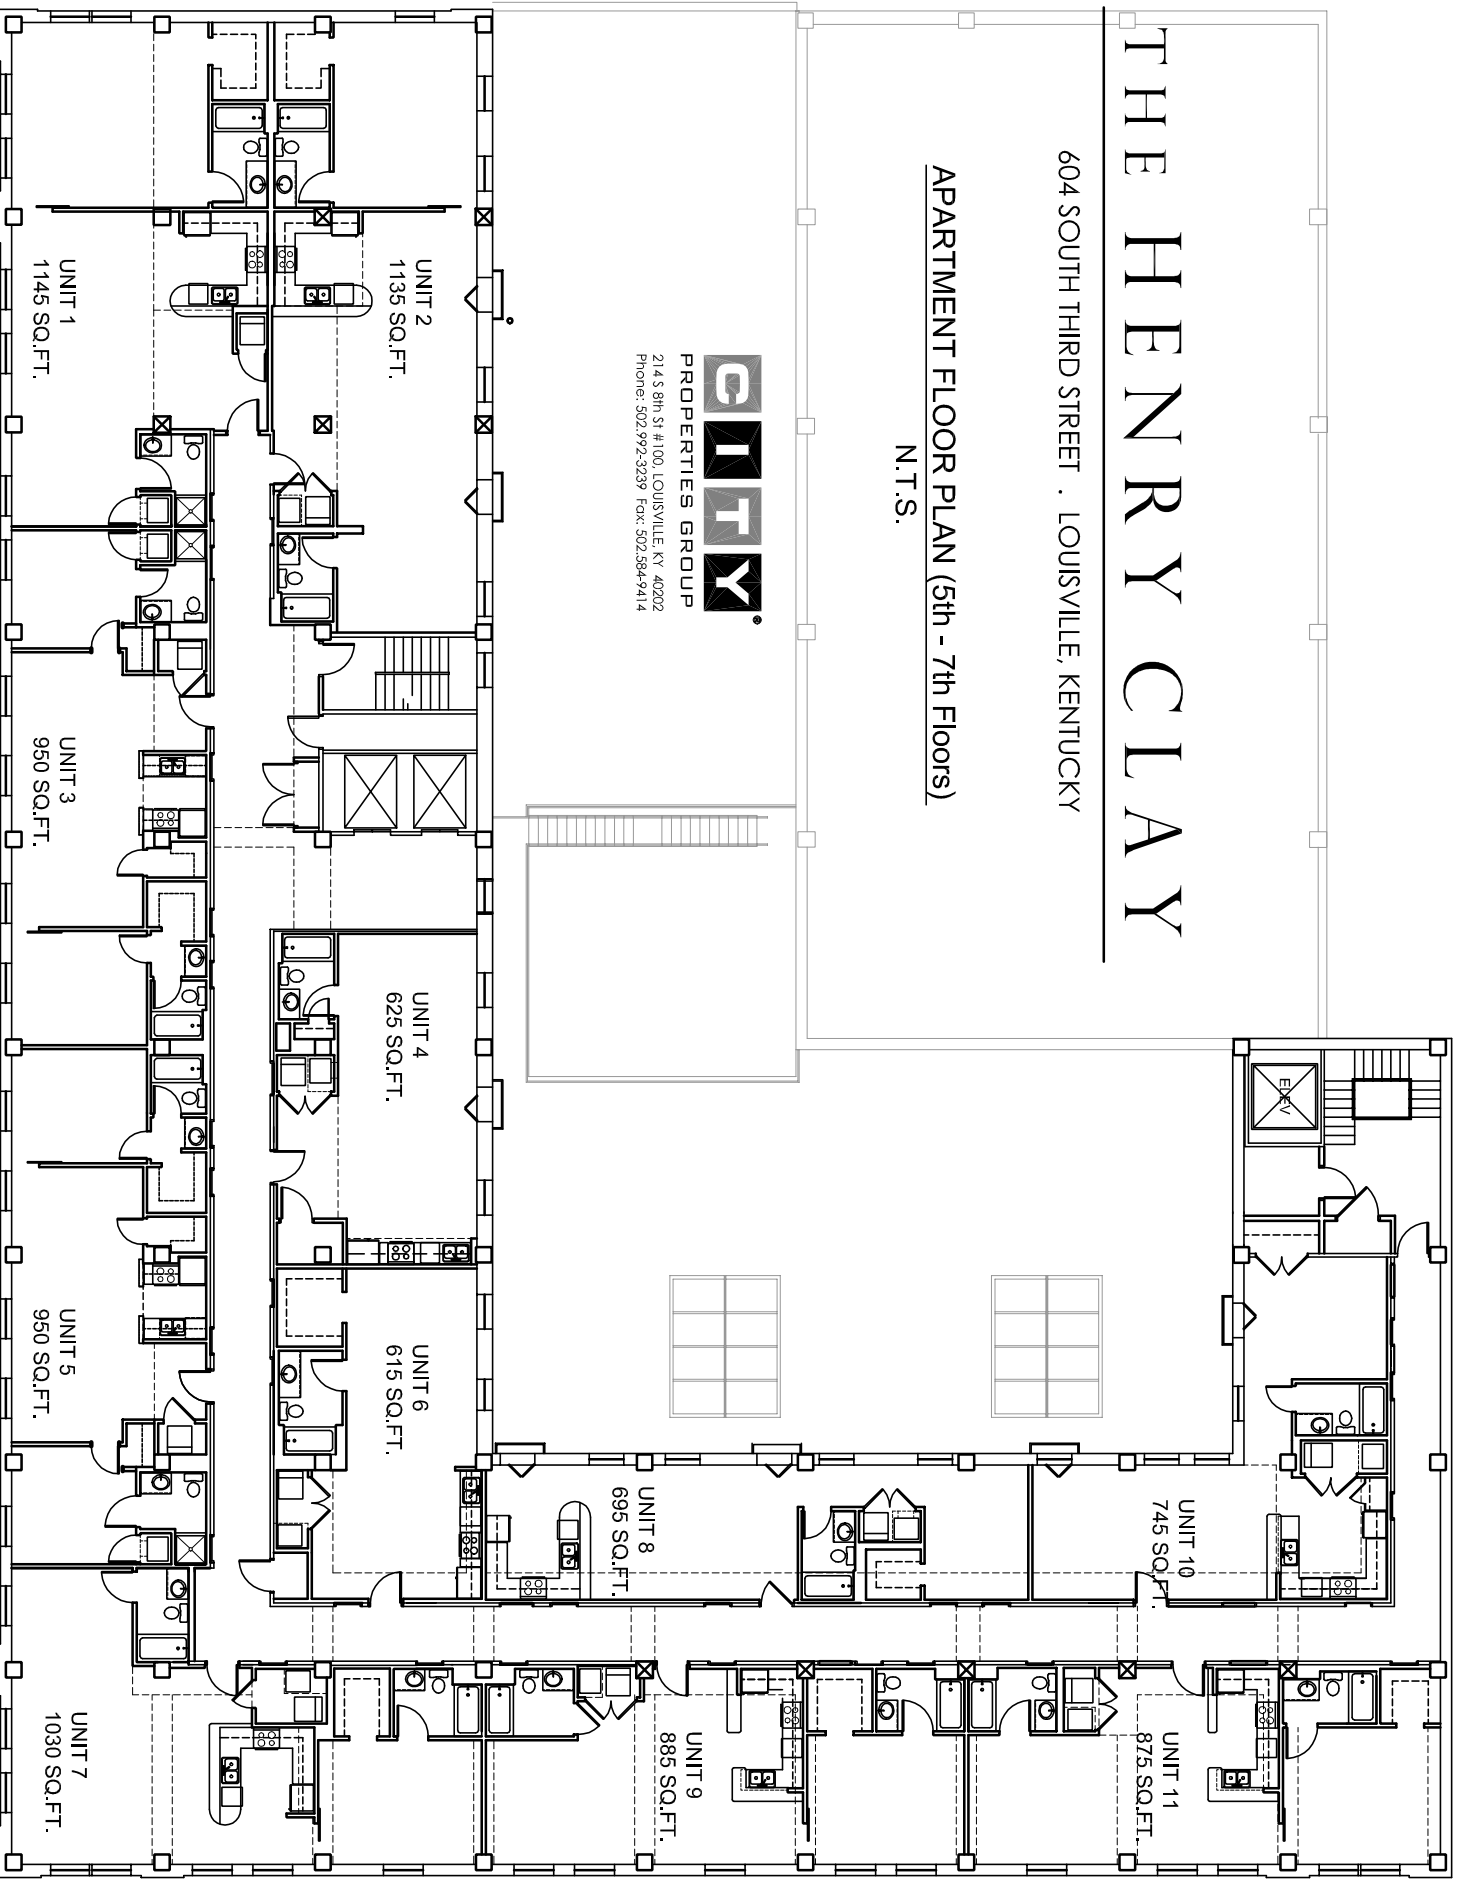 THE HENRY CLAY
604 SOUTH THIRD STREET . LOUISVILLE, KENTUCKY
APARTMENT FLOOR PLAN (5th - 7th Floors)
N.T.S.
CITY®
PROPERTIES GROUP
214 S 8th St #100, LOUISVILLE, KY 40202
Phone: 502.992-3239 Fax: 502.584-9414
ELEV
UNIT 1
1145 SQ.FT.
UNIT 2
1135 SQ.FT.
UNIT 3
950 SQ.FT.
UNIT 4
625 SQ.FT.
UNIT 5
950 SQ.FT.
UNIT 6
615 SQ.FT.
UNIT 7
1030 SQ.FT.
UNIT 8
695 SQ.FT.
UNIT 9
885 SQ.FT.
UNIT 10
745 SQ.FT.
UNIT 11
875 SQ.FT.